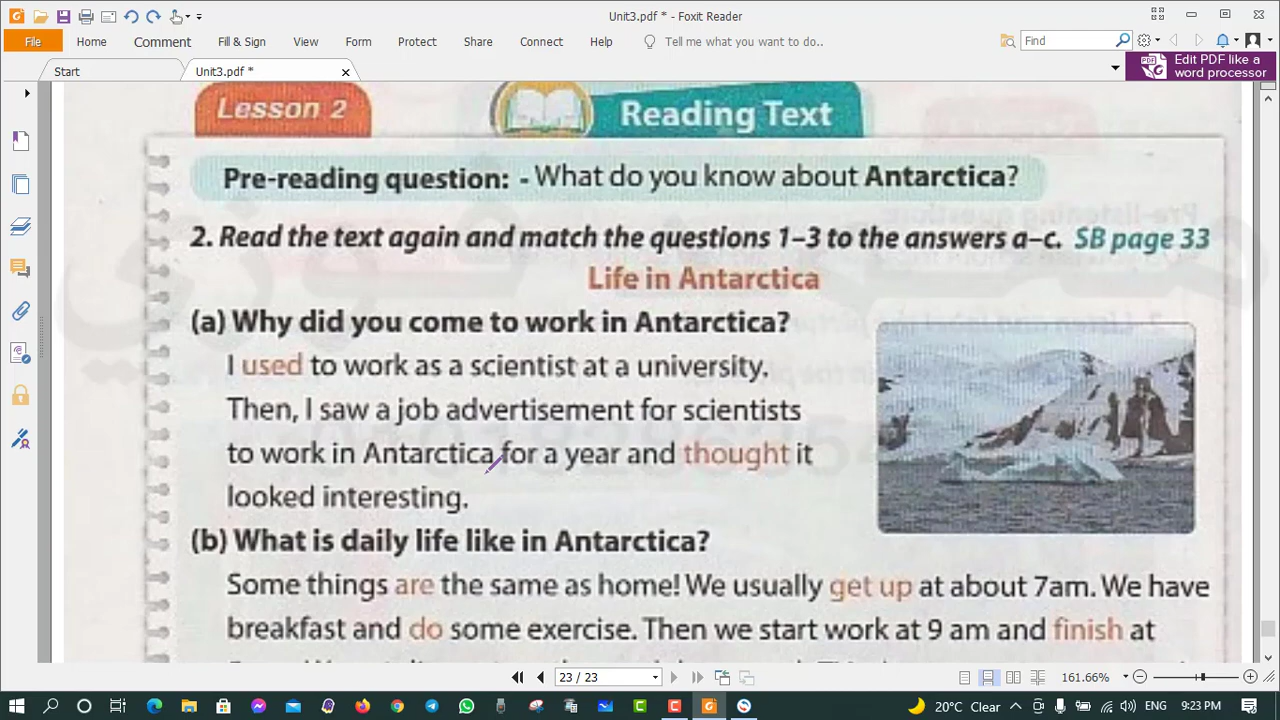 Unit3.pdf * - Foxit Reader
File Home Comment Fill & Sign View Form Protect Share Connect Help Tell me what you want to do.. Find
Start Unit3.pdf * Edit PDF like a
word processor
Lesson 2 Reading Text
Pre-reading question: - What do you know about Antarctica?
2. Read the text again and match the questions 1–3 to the answers a–c. SB page 33
Life in Antarctica
(a) Why did you come to work in Antarctica?
I used to work as a scientist at a university.
Then, I saw a job advertisement for scientists
to work in Antarctica for a year and thought it
looked interesting.
(b) What is daily life like in Antarctica?
Some things are the same as home! We usually get up at about 7am. We have
breakfast and do some exercise. Then we start work at 9 am and finish at
23 / 23 161.66%
20°C Clear ENG 9:23 PM